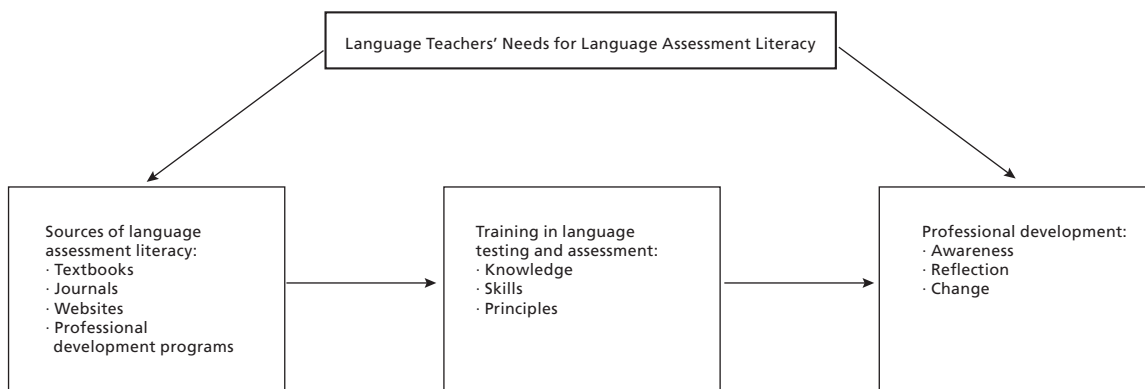 Language Teachers’ Needs for Language Assessment Literacy
Sources of language
assessment literacy:
· Textbooks
· Journals
· Websites
· Professional
development programs
Training in language
testing and assessment:
· Knowledge
· Skills
· Principles
Professional development:
· Awareness
· Reflection
· Change